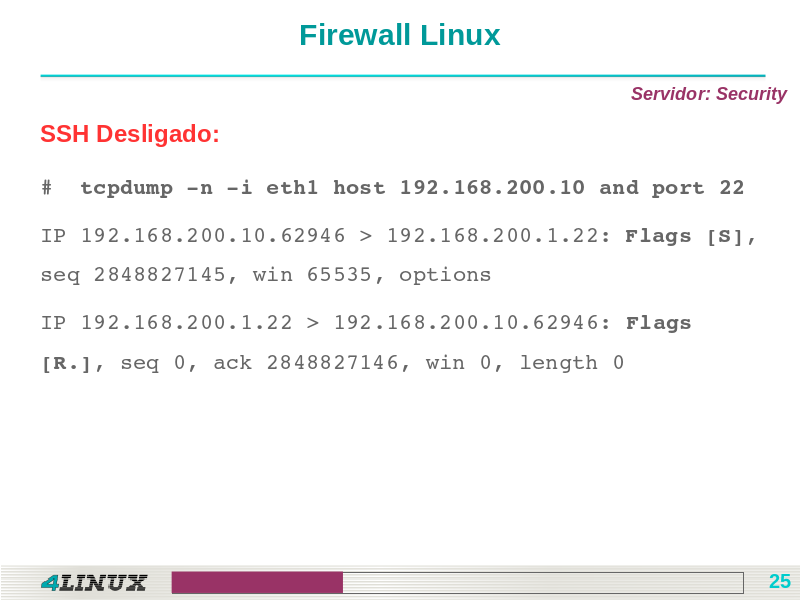 Firewall Linux
Servidor: Security
SSH Desligado:
# tcpdump -n -i eth1 host 192.168.200.10 and port 22
IP 192.168.200.10.62946 > 192.168.200.1.22: Flags [S],
seq 2848827145, win 65535, options
IP 192.168.200.1.22 > 192.168.200.10.62946: Flags
[R.], seq 0, ack 2848827146, win 0, length 0
4LINUX
25